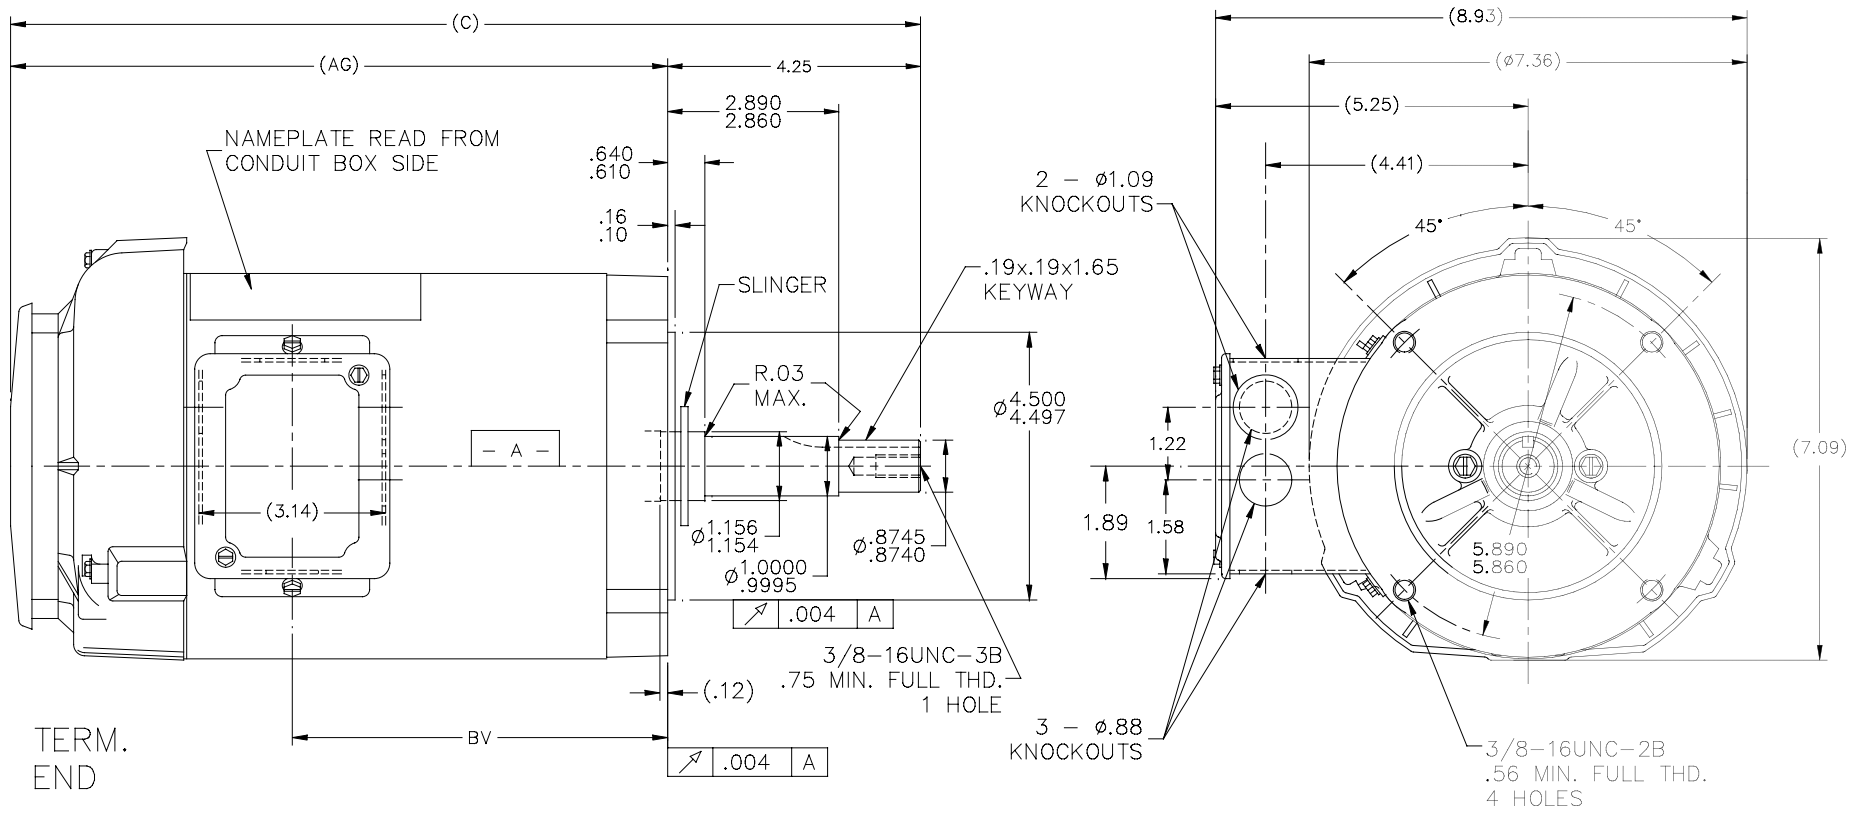 (C)
(8.93)
(AG)
4.25
(ø7.36)
2.890
2.860
(5.25)
NAMEPLATE READ FROM
CONDUIT BOX SIDE
.640
.610
(4.41)
2 - ø1.09
KNOCKOUTS
.16
.10
45°
45°
SLINGER
.19x.19x1.65
KEYWAY
R.03
MAX.
ø4.500
4.497
- A -
1.22
(7.09)
(3.14)
ø1.156
1.154
ø.8745
.8740
1.89
1.58
ø1.0000
.9995
5.890
5.860
.004 A
3/8-16UNC-3B
.75 MIN. FULL THD.
1 HOLE
(.12)
3 - ø.88
KNOCKOUTS
BV
TERM.
END
.004 A
3/8-16UNC-2B
.56 MIN. FULL THD.
4 HOLES